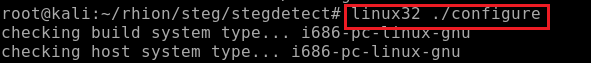 root@kali:~/rhion/steg/stegdetect# linux32 ./configure
checking build system type... i686-pc-linux-gnu
checking host system type... i686-pc-linux-gnu